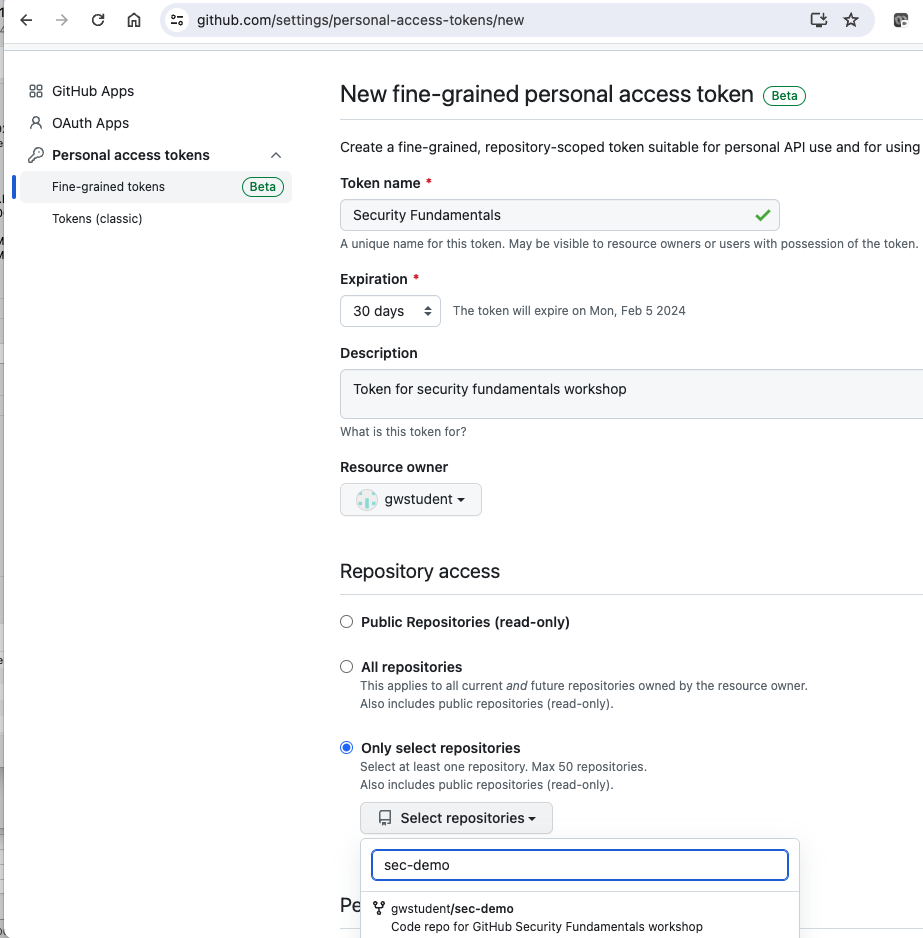 github.com/settings/personal-access-tokens/new
GitHub Apps
OAuth Apps
Personal access tokens
Fine-grained tokens Beta
Tokens (classic)
New fine-grained personal access token Beta
Create a fine-grained, repository-scoped token suitable for personal API use and for using
Token name *
Security Fundamentals
A unique name for this token. May be visible to resource owners or users with possession of the token.
Expiration *
30 days The token will expire on Mon, Feb 5 2024
Description
Token for security fundamentals workshop
What is this token for?
Resource owner
gwstudent
Repository access
Public Repositories (read-only)
All repositories
This applies to all current and future repositories owned by the resource owner.
Also includes public repositories (read-only).
Only select repositories
Select at least one repository. Max 50 repositories.
Also includes public repositories (read-only).
Select repositories
sec-demo
Pe
gwstudent/sec-demo
Code repo for GitHub Security Fundamentals workshop